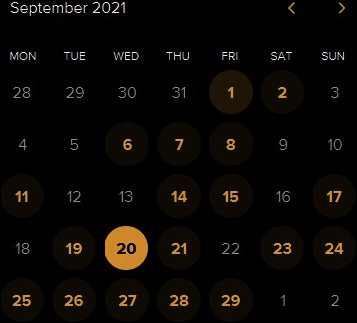 September 2021
MON TUE WED THU FRI SAT SUN
28 29 30 31 1 2 3
4 5 6 7 8 9 10
11 12 13 14 15 16 17
18 19 20 21 22 23 24
25 26 27 28 29 1 2